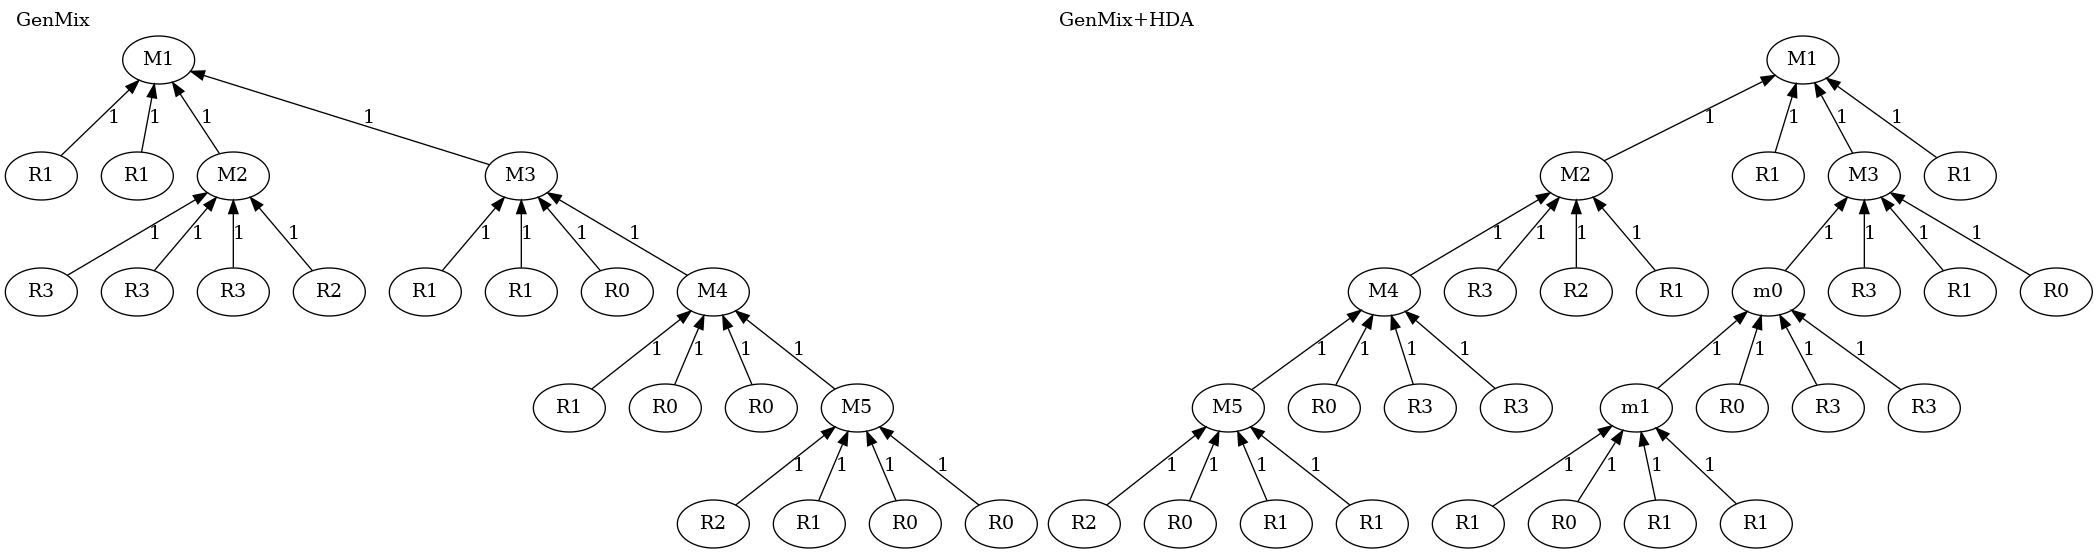 GenMix GenMix+HDA
M1 M1
1 1 1 1 1 1 1 1
R1 R1 M2 M3 M2 R1 M3 R1
1 1 1 1 1 1 1 1 1 1 1 1 1 1 1 1
R3 R3 R3 R2 R1 R1 R0 M4 M4 R3 R2 R1 m0 R3 R1 R0
1 1 1 1 1 1 1 1 1 1 1 1
R1 R0 R0 M5 M5 R0 R3 R3 m1 R0 R3 R3
1 1 1 1 1 1 1 1 1 1 1 1
R2 R1 R0 R0 R2 R0 R1 R1 R1 R0 R1 R1